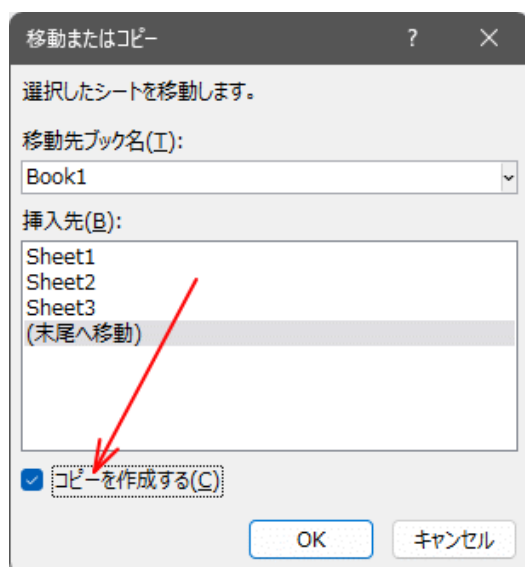 移動またはコピー ?
選択したシートを移動します。
移動先ブック名(T):
Book1
挿入先(B):
Sheet1
Sheet2
Sheet3
(末尾へ移動)
コピーを作成する(C)
OK キャンセル